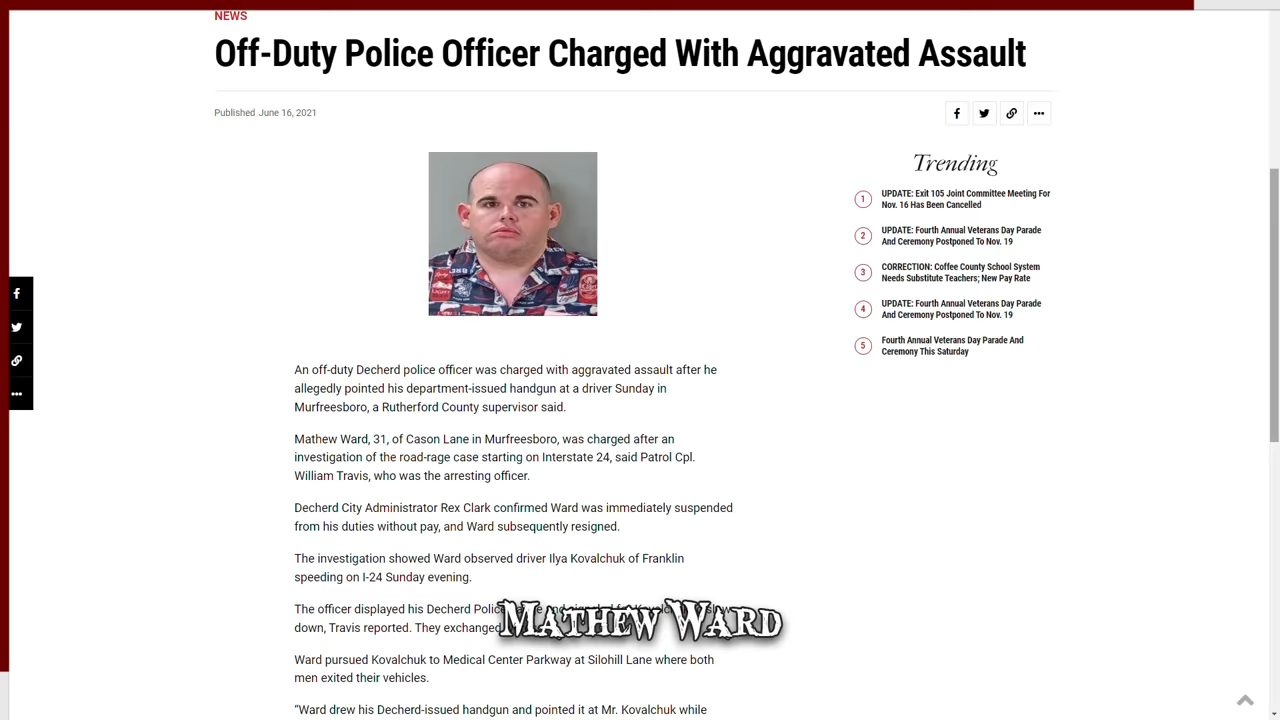 NEWS
Off-Duty Police Officer Charged With Aggravated Assault
Published June 16, 2021
Trending
1 UPDATE: Exit 105 Joint Committee Meeting For
Nov. 16 Has Been Cancelled
2 UPDATE: Fourth Annual Veterans Day Parade
And Ceremony Postponed To Nov. 19
3 CORRECTION: Coffee County School System
Needs Substitute Teachers; New Pay Rate
4 UPDATE: Fourth Annual Veterans Day Parade
And Ceremony Postponed To Nov. 19
5 Fourth Annual Veterans Day Parade And
Ceremony This Saturday
An off-duty Decherd police officer was charged with aggravated assault after he
allegedly pointed his department-issued handgun at a driver Sunday in
Murfreesboro, a Rutherford County supervisor said.
Mathew Ward, 31, of Cason Lane in Murfreesboro, was charged after an
investigation of the road-rage case starting on Interstate 24, said Patrol Cpl.
William Travis, who was the arresting officer.
Decherd City Administrator Rex Clark confirmed Ward was immediately suspended
from his duties without pay, and Ward subsequently resigned.
The investigation showed Ward observed driver Ilya Kovalchuk of Franklin
speeding on I-24 Sunday evening.
The officer displayed his Decherd Police
down, Travis reported. They exchanged
MATHEW WARD
Ward pursued Kovalchuk to Medical Center Parkway at Silohill Lane where both
men exited their vehicles.
“Ward drew his Decherd-issued handgun and pointed it at Mr. Kovalchuk while